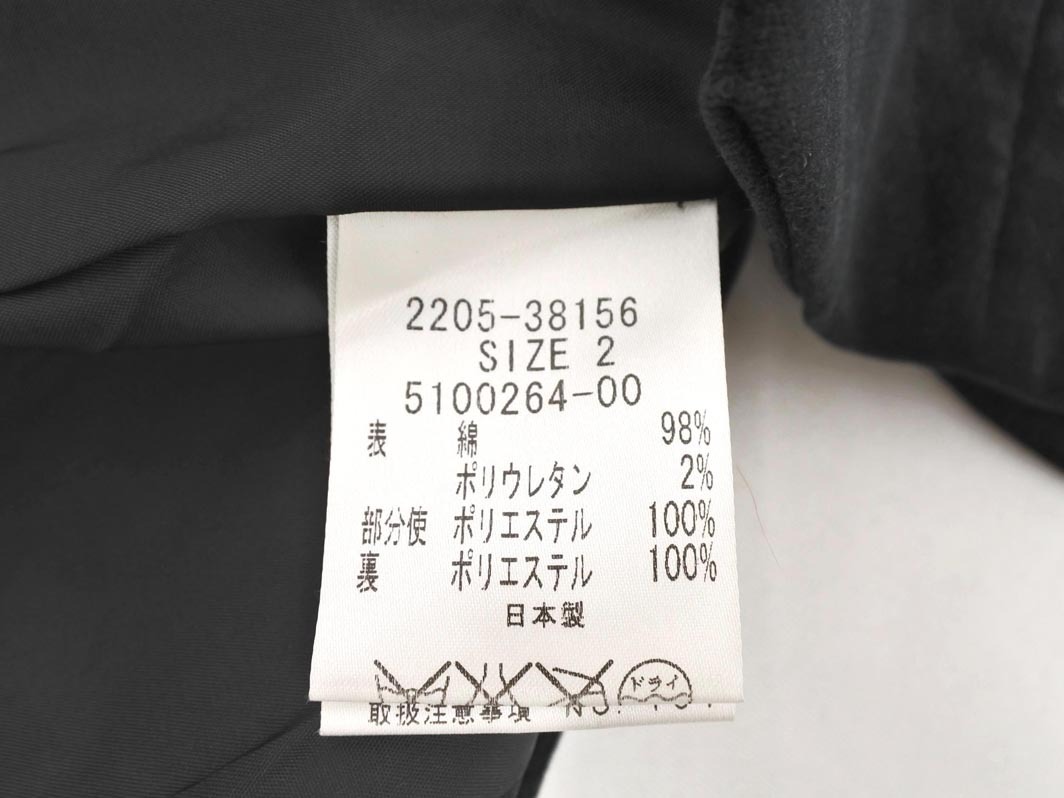 2205-38156
SIZE 2
5100264-00
表 綿 98%
ポリウレタン 2%
部分使 ポリエステル 100%
裏 ポリエステル 100%
日本製
ドライ
取扱注意事項